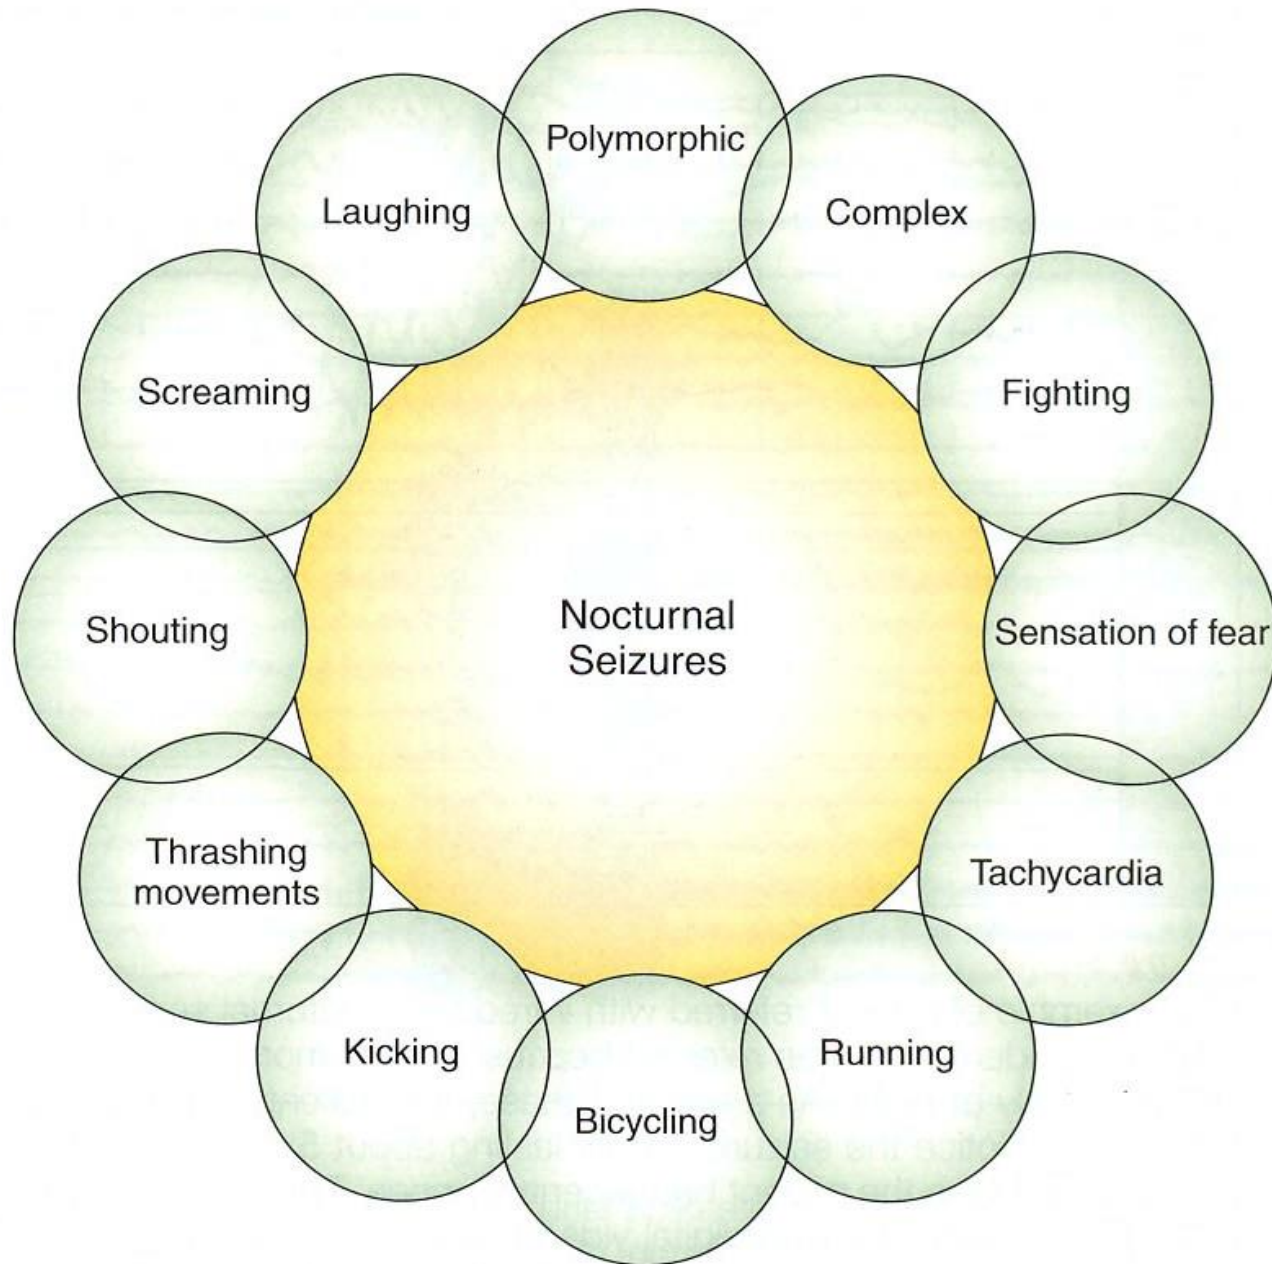 Polymorphic
Complex
Laughing
Fighting
Screaming
Sensation of fear
Shouting
Nocturnal
Seizures
Tachycardia
Thrashing
movements
Running
Kicking
Bicycling